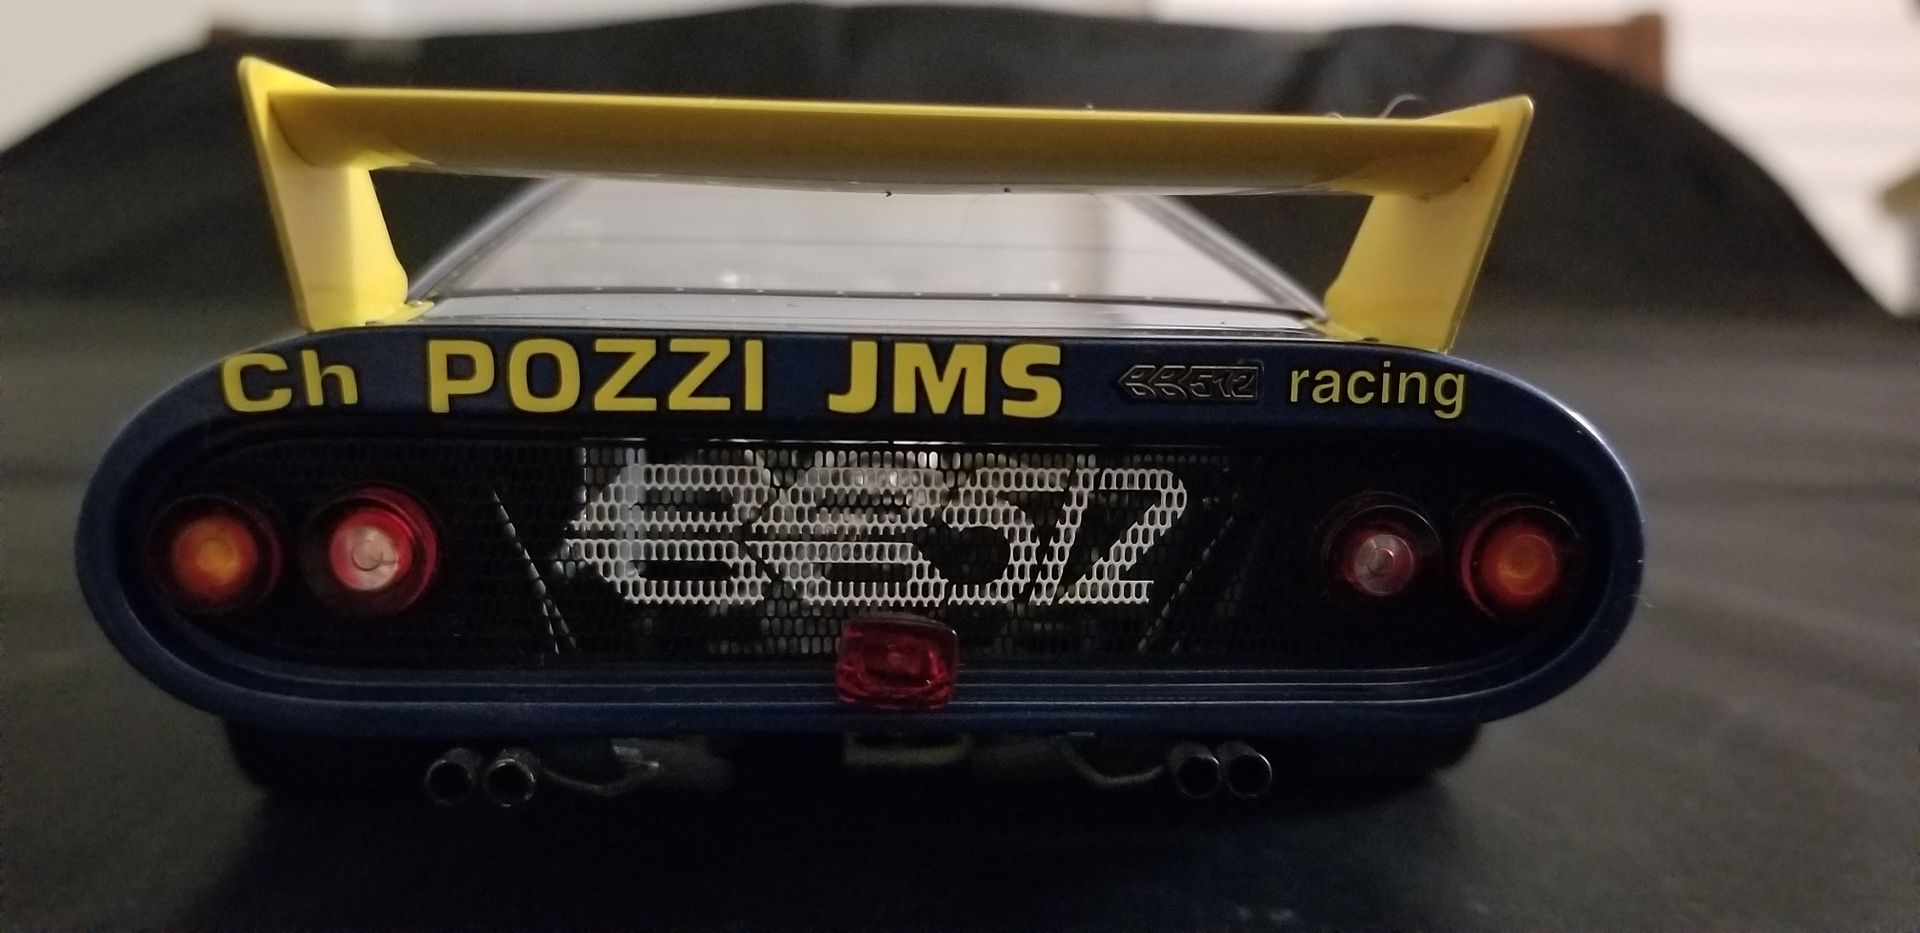 Ch POZZI JMS BB512 racing
BB512